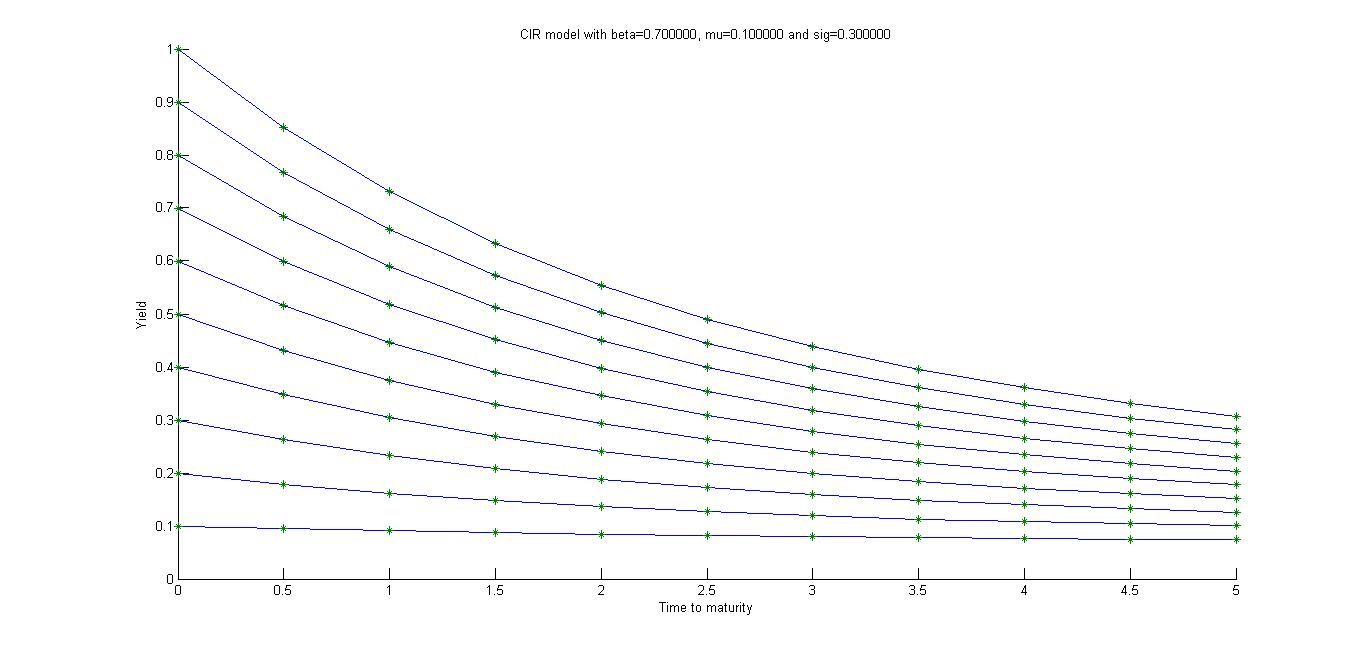 CIR model with beta=0.700000, mu=0.100000 and sig=0.300000
1
0.9
0.8
0.7
0.6
0.5
0.4
0.3
0.2
0.1
0
Yield
0 0.5 1 1.5 2 2.5 3 3.5 4 4.5 5
Time to maturity